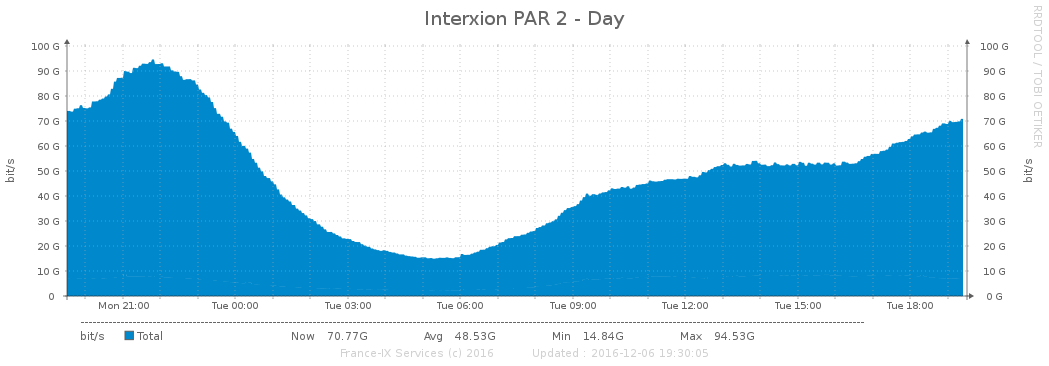 Interxion PAR 2 - Day
RRDTOOL / TOBI OETIKER
bit/s
bit/s
100 G 100 G
90 G 90 G
80 G 80 G
70 G 70 G
60 G 60 G
50 G 50 G
40 G 40 G
30 G 30 G
20 G 20 G
10 G 10 G
0 0 G
Mon 21:00 Tue 00:00 Tue 03:00 Tue 06:00 Tue 09:00 Tue 12:00 Tue 15:00 Tue 18:00
bit/s Total Now 70.77G Avg 48.53G Min 14.84G Max 94.53G
France-IX Services (c) 2016 Updated : 2016-12-06 19:30:05